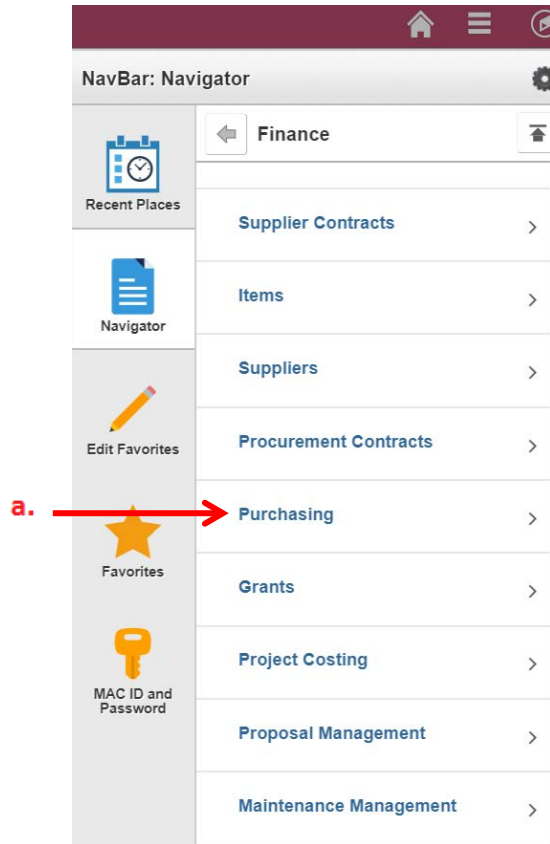 NavBar: Navigator
Finance
Recent Places
Supplier Contracts
Items
Navigator
Suppliers
Edit Favorites
Procurement Contracts
a.
Purchasing
Favorites
Grants
Project Costing
MAC ID and
Password
Proposal Management
Maintenance Management